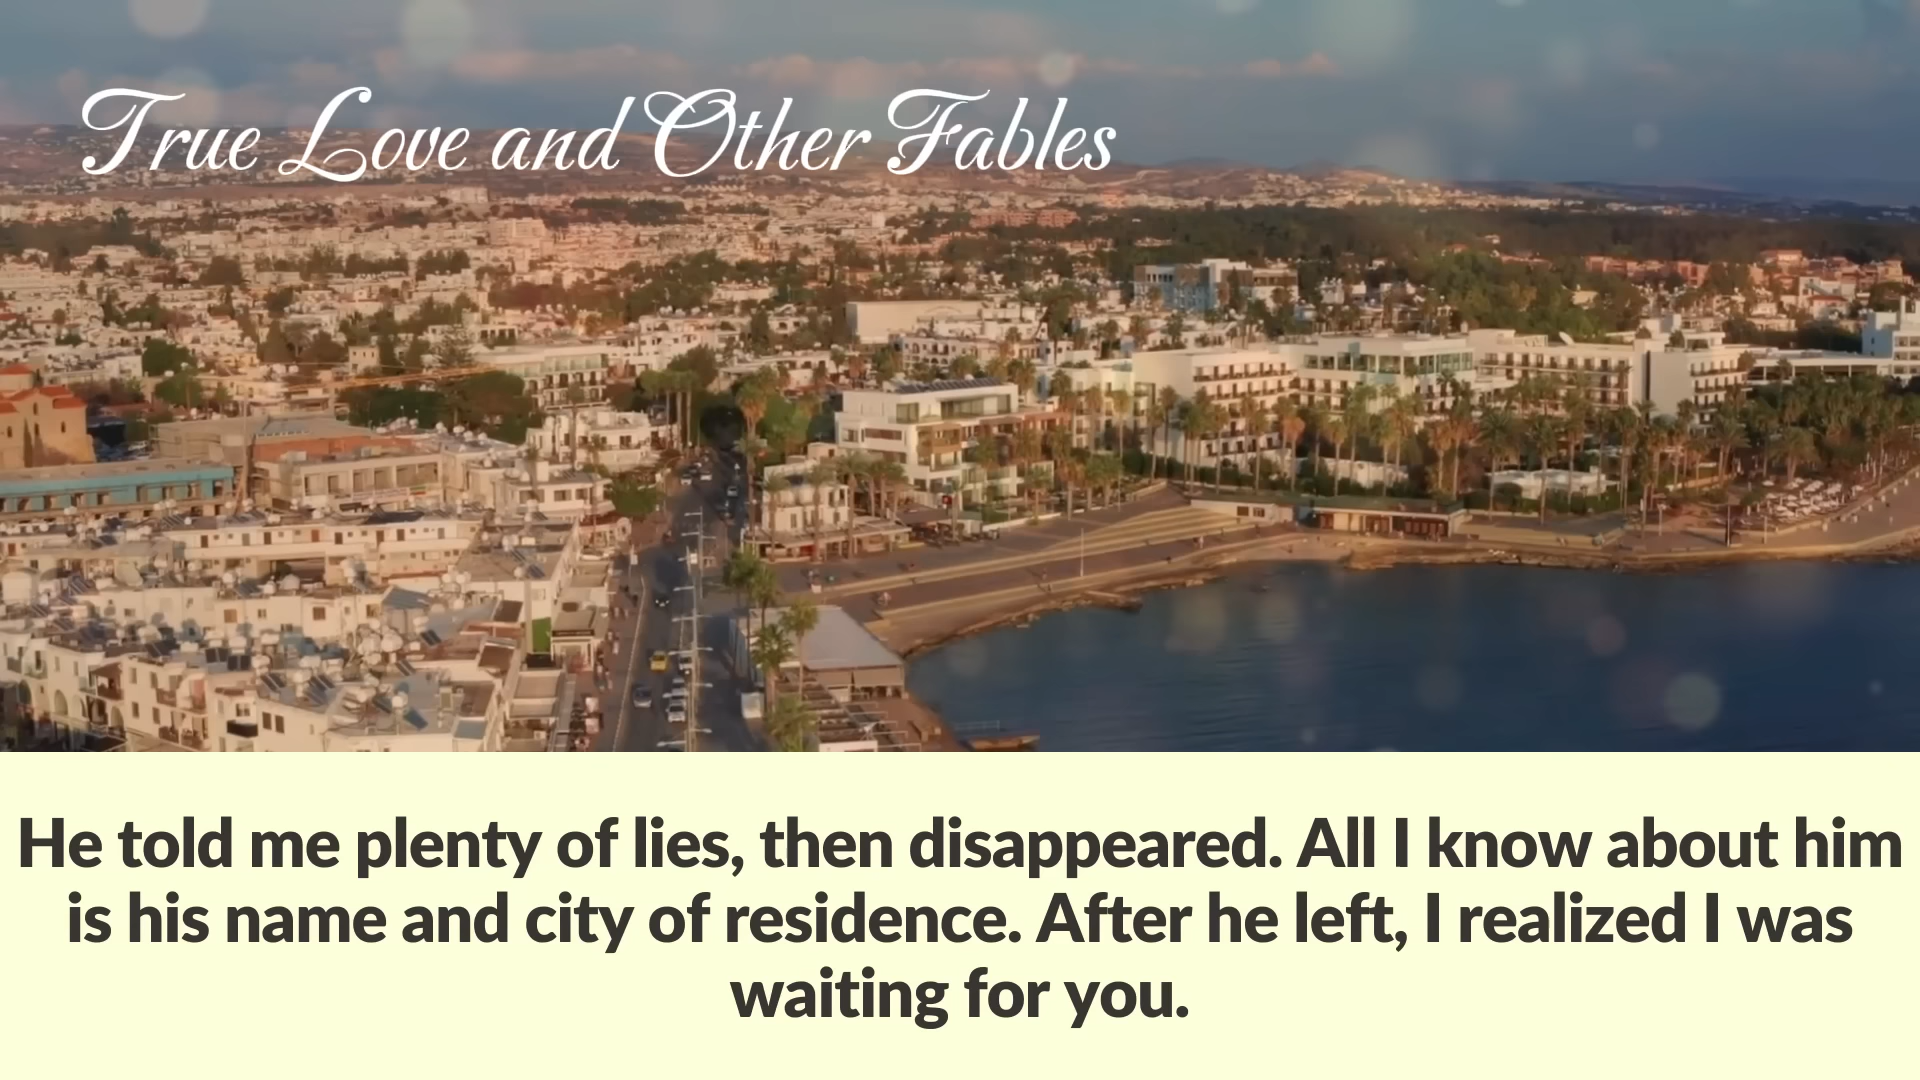 True Love and Other Fables
He told me plenty of lies, then disappeared. All I know about him
is his name and city of residence. After he left, I realized I was
waiting for you.